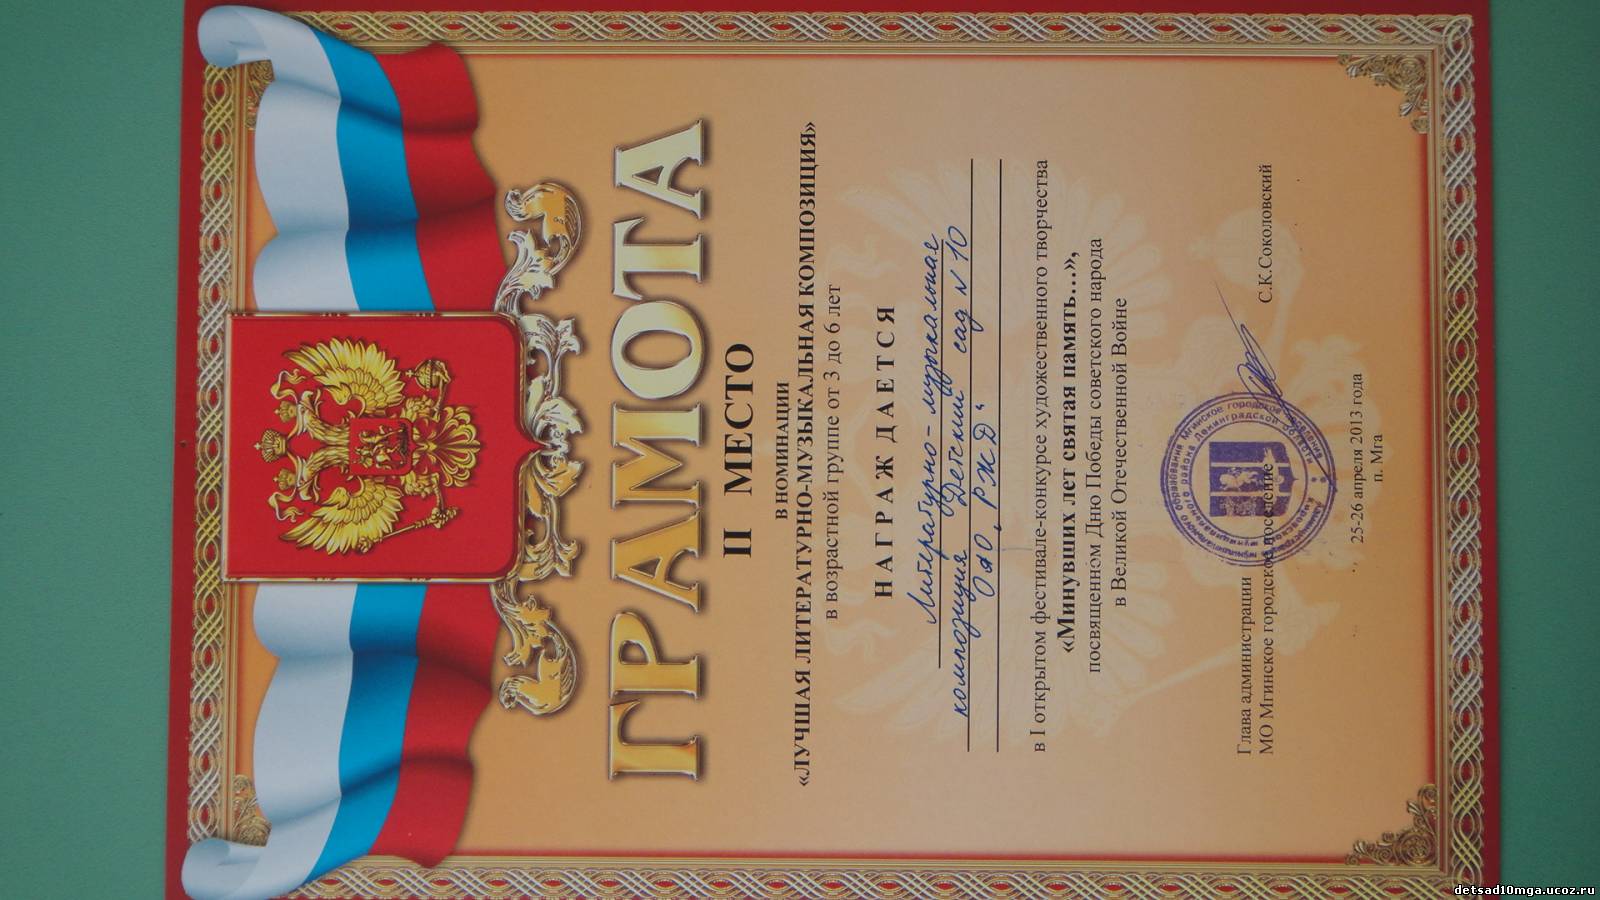 ГРАМОТА
II МЕСТО
В НОМИНАЦИИ
«ЛУЧШАЯ ЛИТЕРАТУРНО-МУЗЫКАЛЬНАЯ КОМПОЗИЦИЯ»
в возрастной группе от 3 до 6 лет
НАГРАЖДАЕТСЯ
Литературно-музыкальная
композиция Детский сад N 10
ОАО „РЖД“
в I открытом фестивале-конкурсе художественного творчества
«Минувших лет святая память…»,
посвященном Дню Победы советского народа
в Великой Отечественной Войне
Глава администрации
МО Мгинское городское поселение С.К.Соколовский
25-26 апреля 2013 года
п. Мга
detsad10mga.ucoz.ru